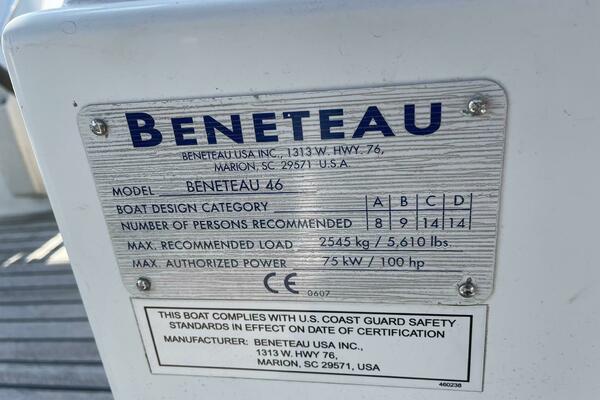 BENETEAU
BENETEAU USA INC., 1313 W. HWY. 76,
MARION, SC 29571 U.S.A.
MODEL BENETEAU 46
BOAT DESIGN CATEGORY A B C D
NUMBER OF PERSONS RECOMMENDED 8 9 14 14
MAX. RECOMMENDED LOAD 2545 kg / 5,610 lbs.
MAX. AUTHORIZED POWER 75 kW / 100 hp
CE 0607
THIS BOAT COMPLIES WITH U.S. COAST GUARD SAFETY
STANDARDS IN EFFECT ON DATE OF CERTIFICATION
MANUFACTURER: BENETEAU USA INC.,
1313 W. HWY 76,
MARION, SC 29571, USA
460238